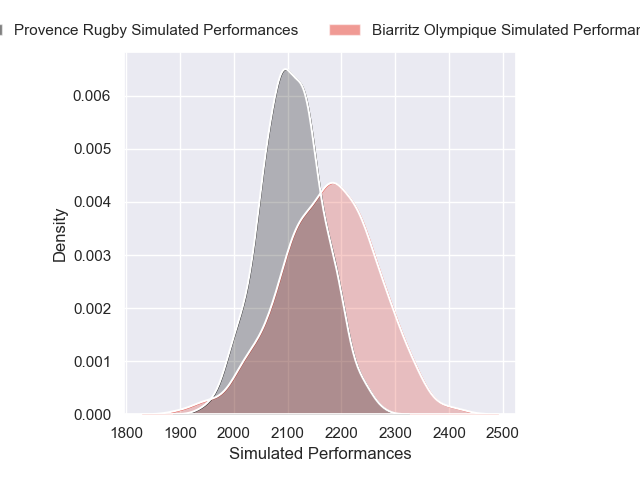 Provence Rugby Simulated Performances
Biarritz Olympique Simulated
Density
0.006
0.005
0.004
0.003
0.002
0.001
0.000
1800 1900 2000 2100 2200 2300 2400 2500
Simulated Performances